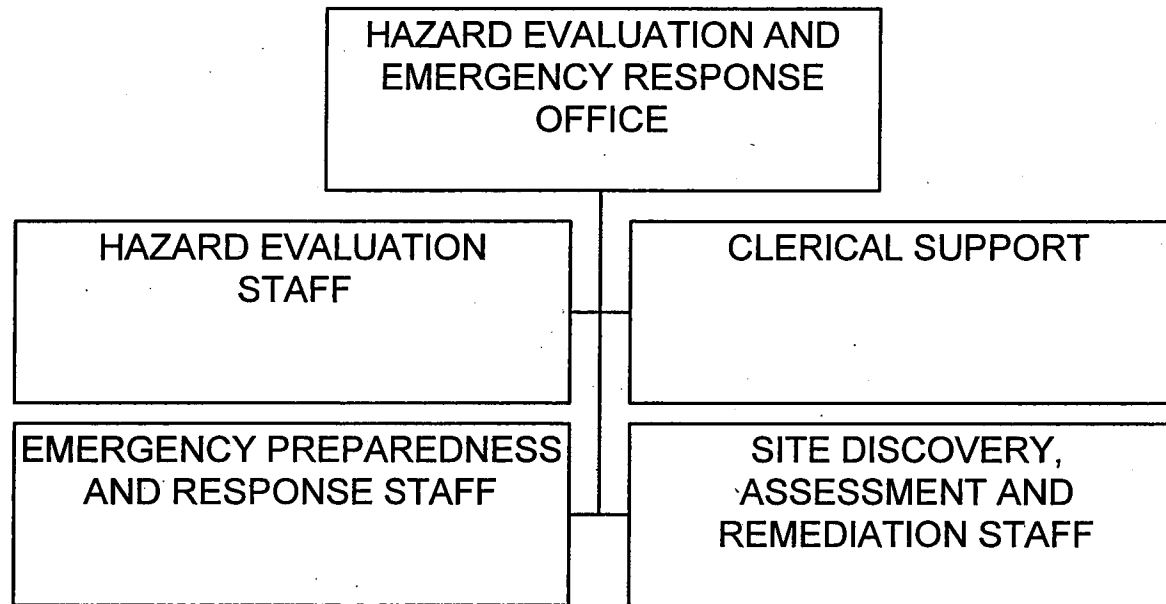 HAZARD EVALUATION AND
EMERGENCY RESPONSE
OFFICE
HAZARD EVALUATION
STAFF
CLERICAL SUPPORT
EMERGENCY PREPAREDNESS
AND RESPONSE STAFF
SITE DISCOVERY,
ASSESSMENT AND
REMEDIATION STAFF